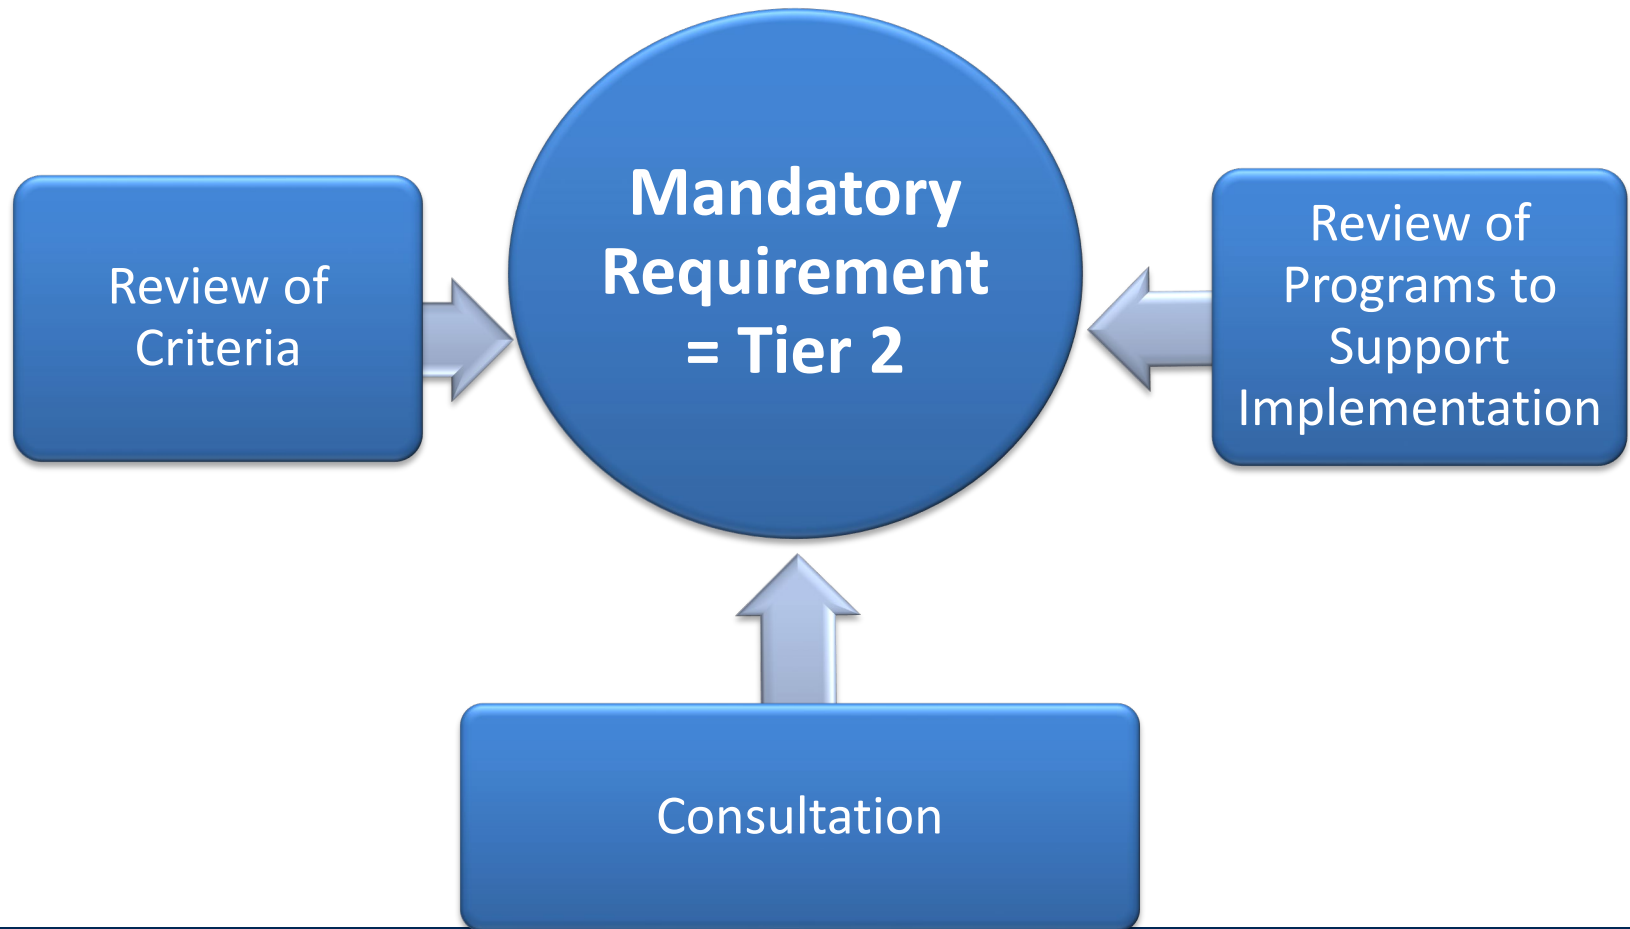 Mandatory
Requirement
= Tier 2
Review of
Criteria
Review of
Programs to
Support
Implementation
Consultation